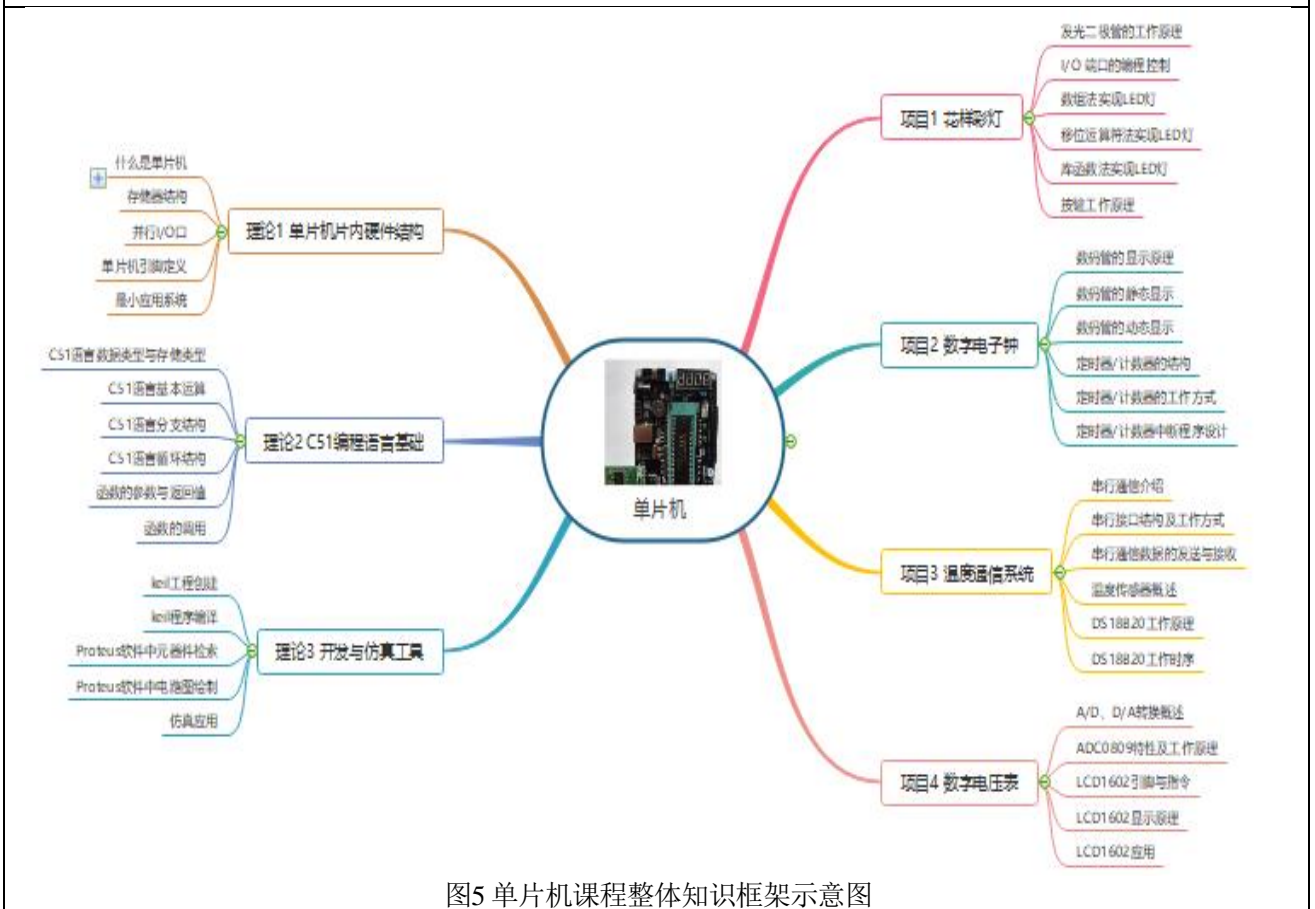 单片机
理论1 单片机片内硬件结构
什么是单片机
存储器结构
并行I/O口
单片机引脚定义
最小应用系统
理论2 C51编程语言基础
C51语言数据类型与存储类型
C51语言基本运算
C51语言分支结构
C51语言循环结构
函数的参数与返回值
函数的调用
理论3 开发与仿真工具
keil工程创建
keil程序编译
Proteus软件中元器件检索
Proteus软件中电路图绘制
仿真应用
项目1 花样彩灯
发光二极管的工作原理
I/O 端口的编程控制
数组法实现LED灯
移位运算符法实现LED灯
库函数法实现LED灯
按键工作原理
项目2 数字电子钟
数码管的显示原理
数码管的静态显示
数码管的动态显示
定时器/计数器的结构
定时器/计数器的工作方式
定时器/计数器中断程序设计
项目3 温度通信系统
串行通信介绍
串行接口结构及工作方式
串行通信数据的发送与接收
温度传感器概述
DS18B20工作原理
DS18B20工作时序
项目4 数字电压表
A/D、D/A转换概述
ADC0809特性及工作原理
LCD1602引脚与指令
LCD1602显示原理
LCD1602应用
图5 单片机课程整体知识框架示意图